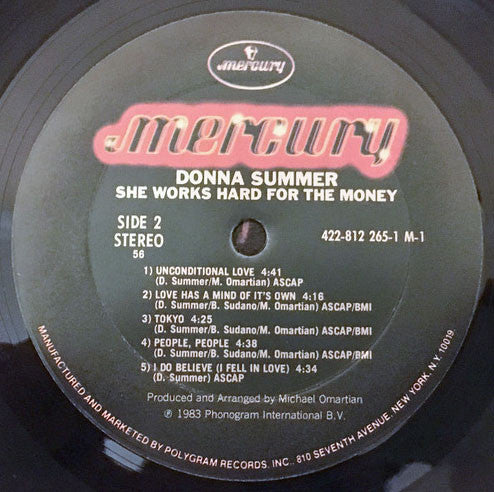 mercury
mercury
DONNA SUMMER
SHE WORKS HARD FOR THE MONEY
SIDE 2
STEREO
56
422-812 265-1 M-1
1) UNCONDITIONAL LOVE 4:41
(D. Summer/M. Omartian) ASCAP
2) LOVE HAS A MIND OF IT'S OWN 4:16
(D. Summer/B. Sudano/M. Omartian) ASCAP/BMI
3) TOKYO 4:25
(D. Summer/B. Sudano/M. Omartian) ASCAP/BMI
4) PEOPLE, PEOPLE 4:38
(D. Summer/B. Sudano/M. Omartian) ASCAP/BMI
5) I DO BELIEVE (I FELL IN LOVE) 4:34
(D. Summer) ASCAP
Produced and Arranged by Michael Omartian
℗ 1983 Phonogram International B.V.
MANUFACTURED AND MARKETED BY POLYGRAM RECORDS, INC., 810 SEVENTH AVENUE, NEW YORK, N.Y. 10019